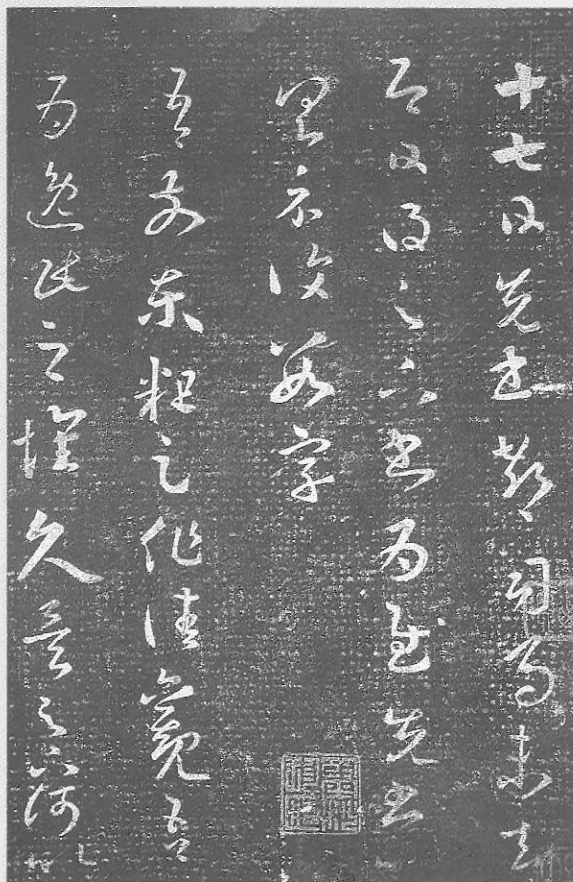 十七日先書郗司馬未去
即日得足下書為慰先書以
具示復數字
吾前東粗足作佳觀吾
為逸民之懷久矣足下何以